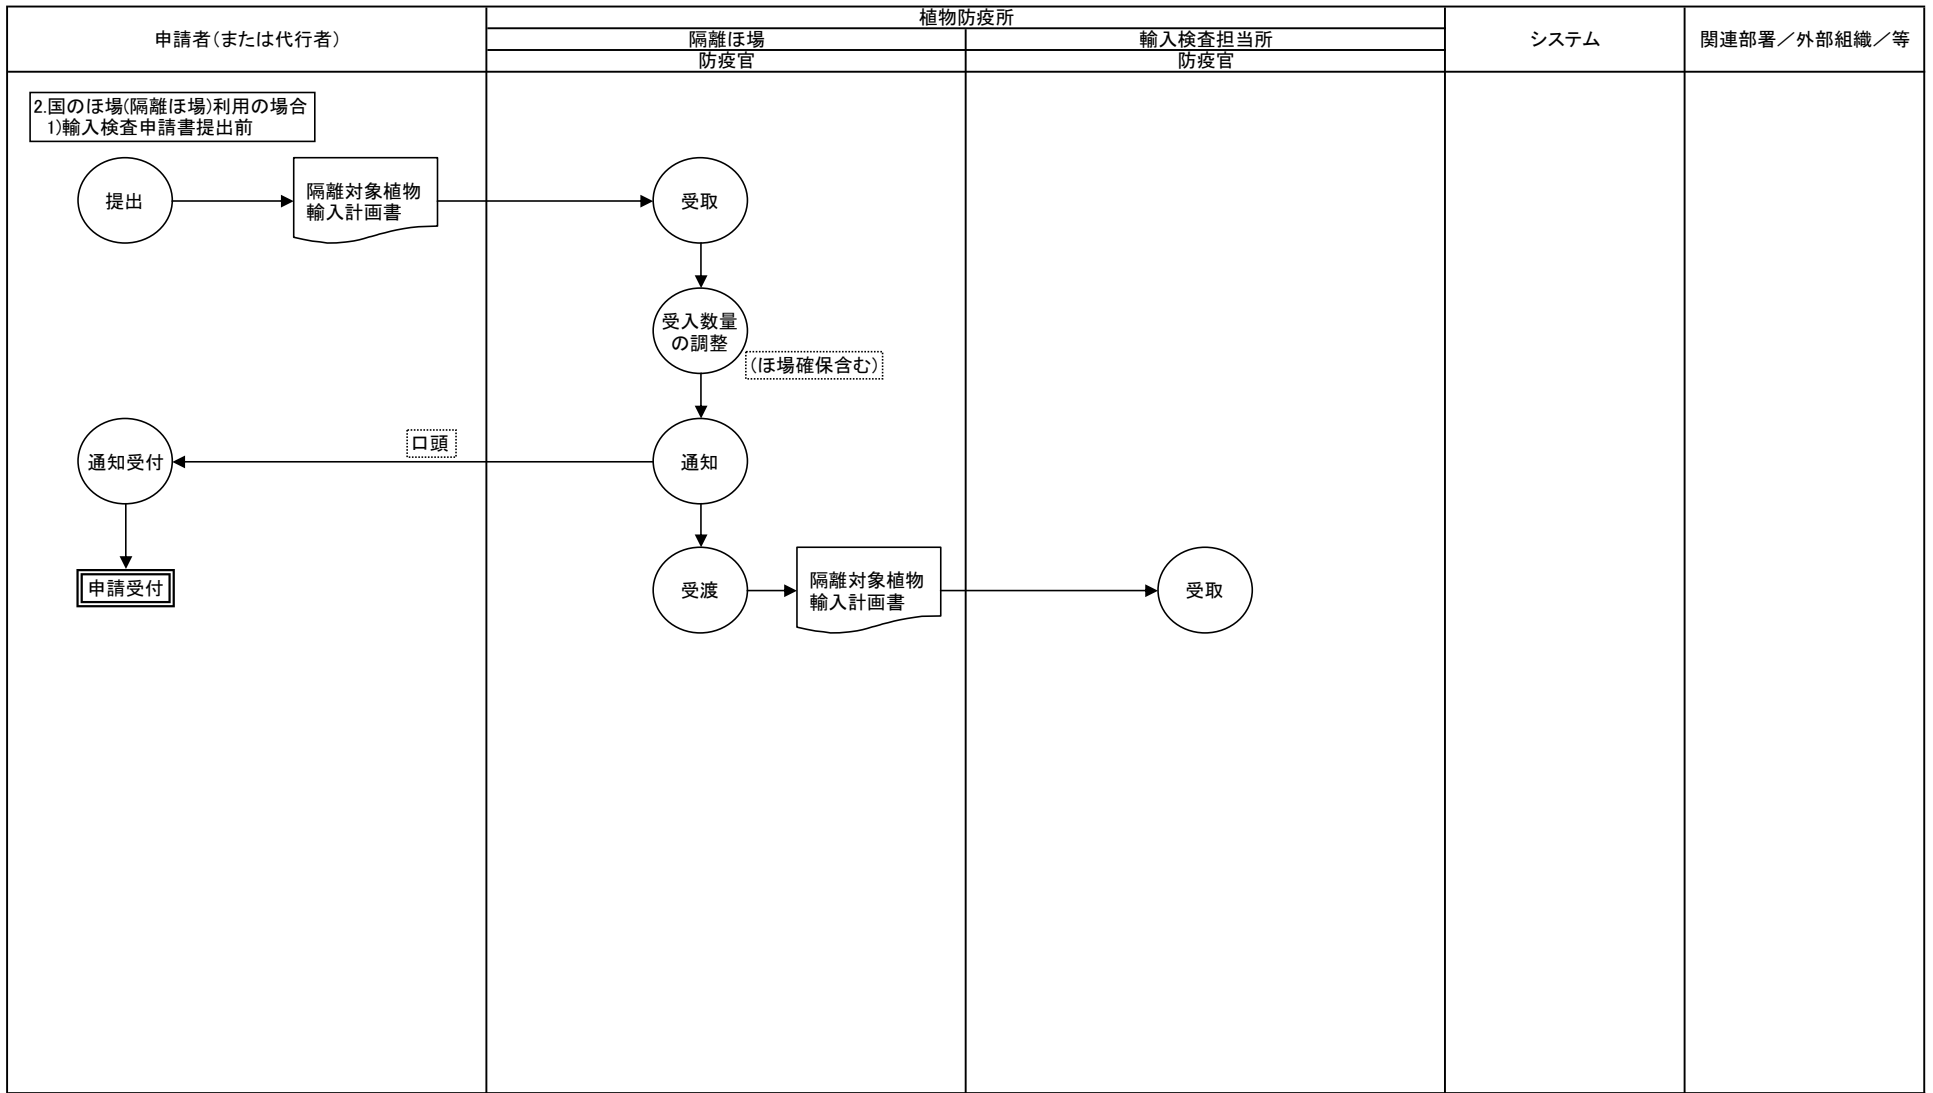 植物防疫所
申請者(または代行者)
隔離ほ場
輸入検査担当所
システム
関連部署/外部組織/等
防疫官
防疫官
2.国のほ場(隔離ほ場)利用の場合
1)輸入検査申請書提出前
提出
隔離対象植物
輸入計画書
受取
受入数量
の調整
(ほ場確保含む)
口頭
通知受付
通知
申請受付
受渡
隔離対象植物
輸入計画書
受取